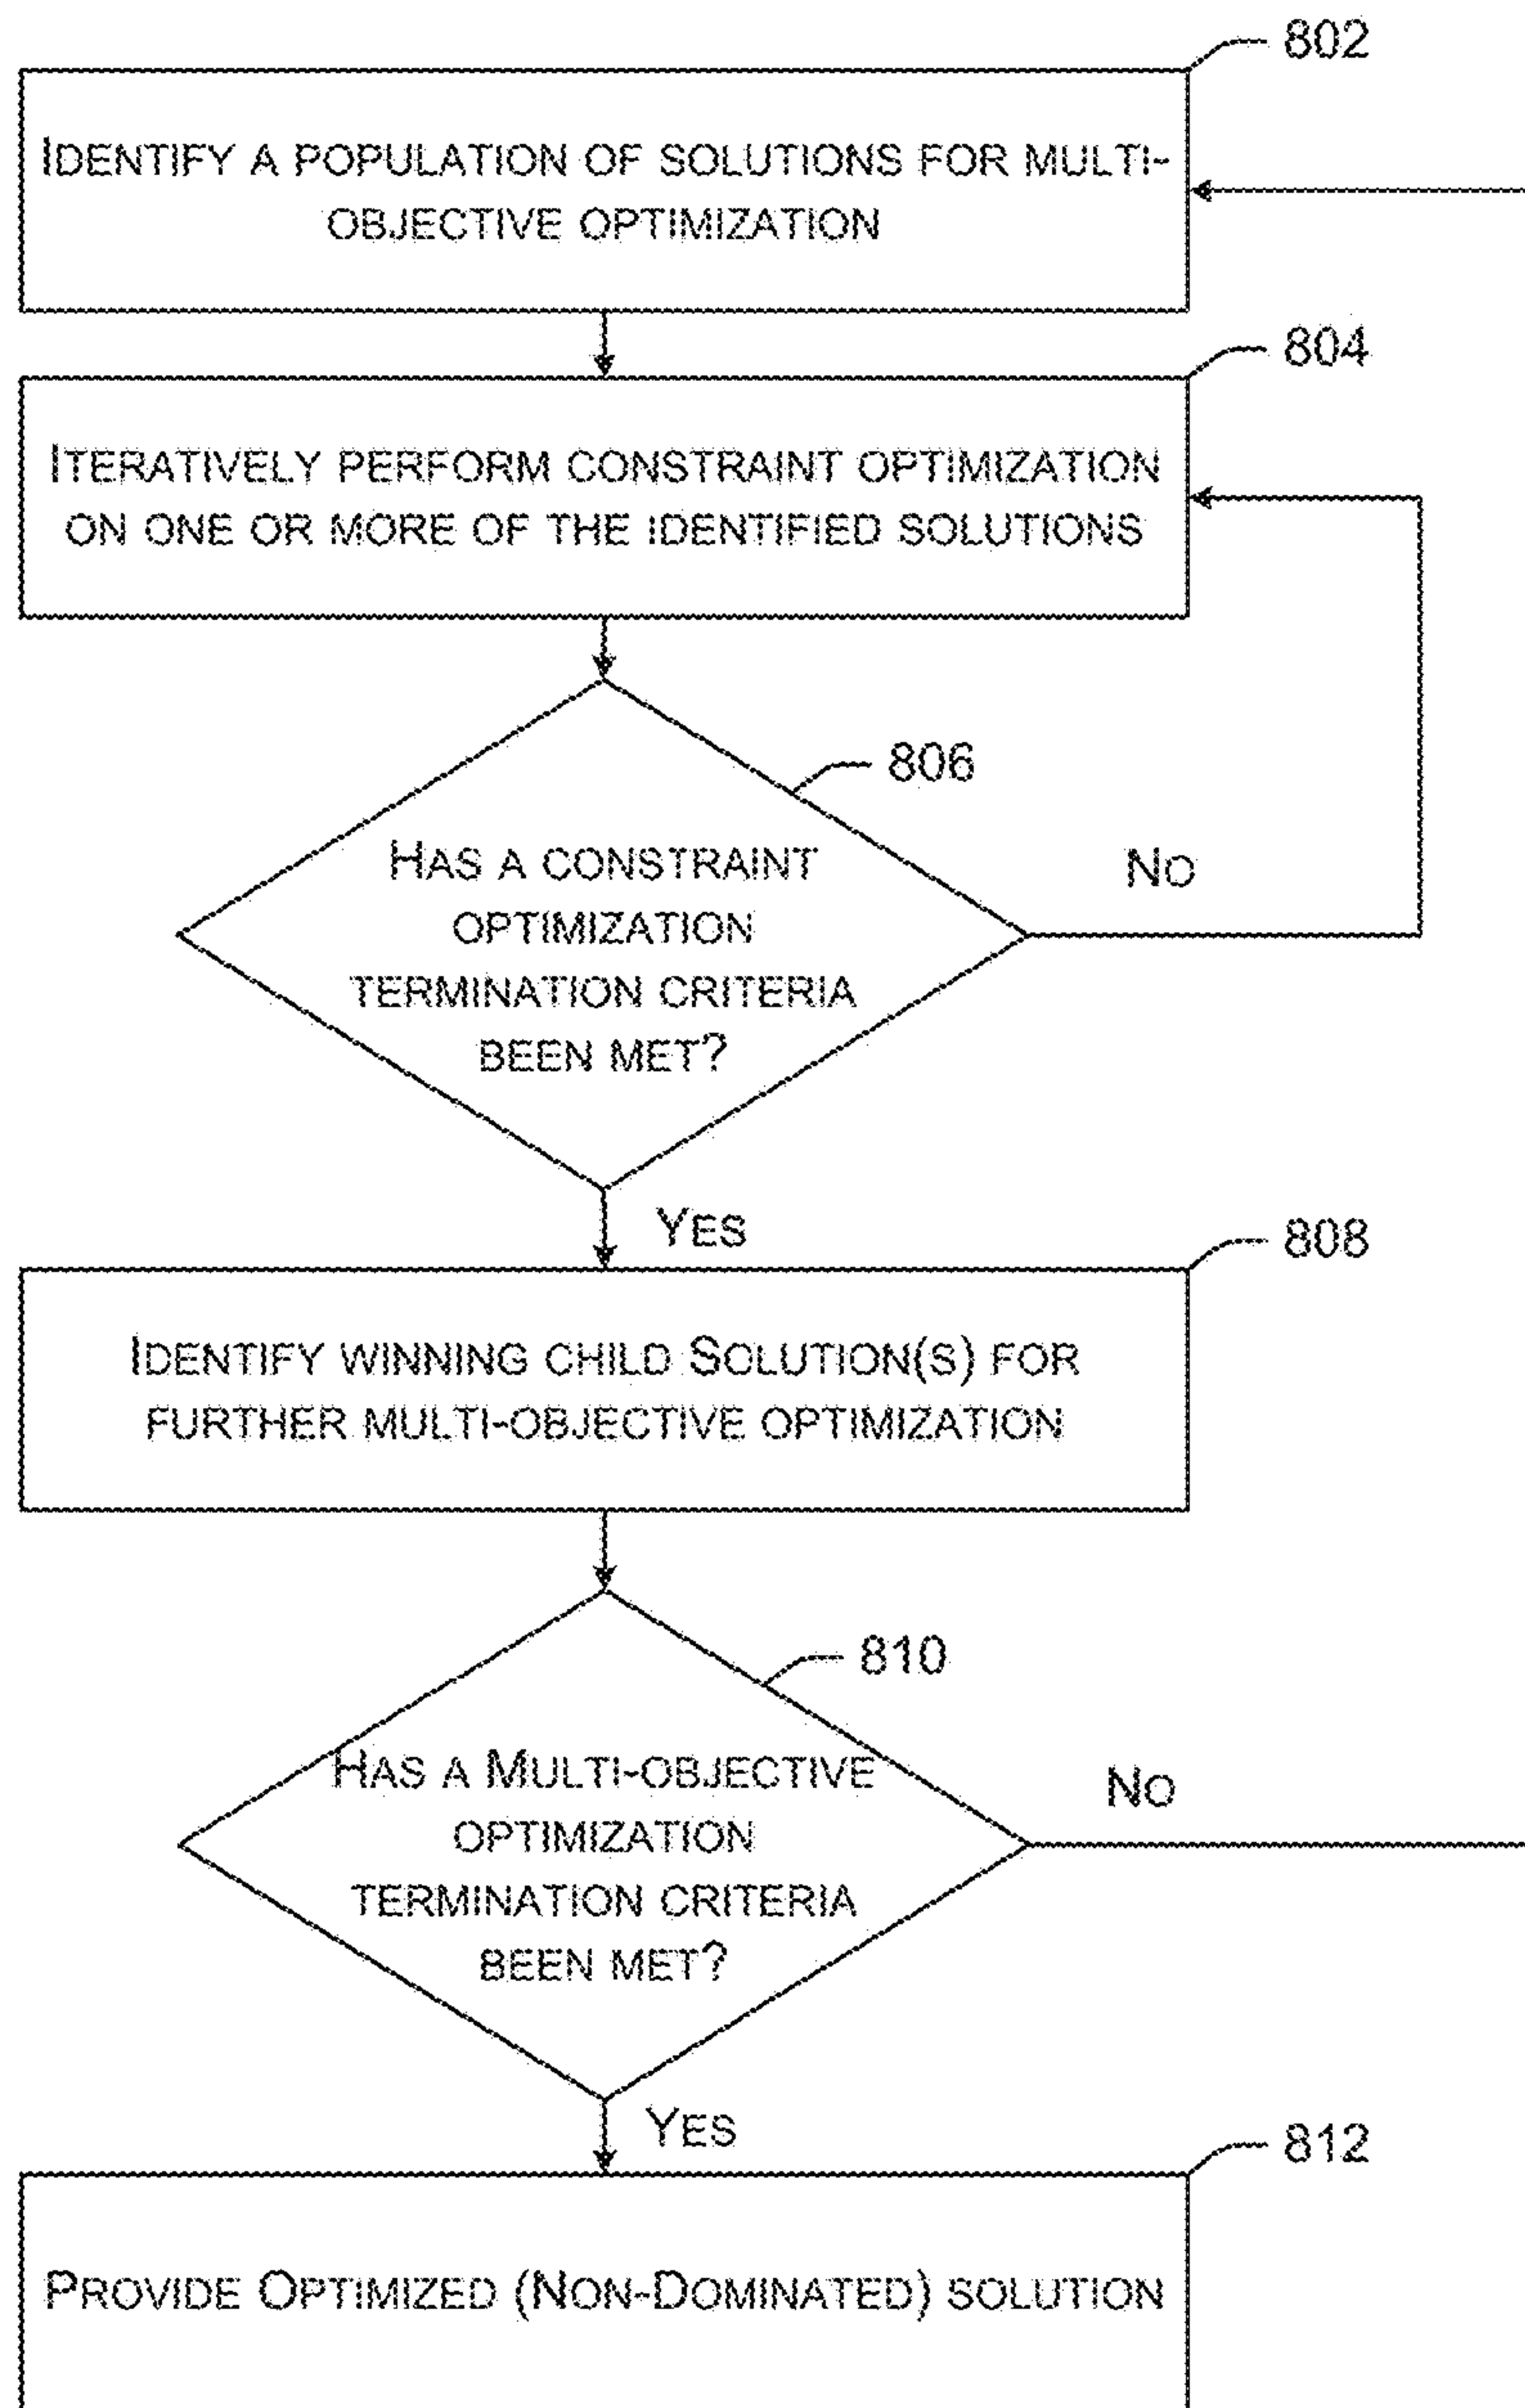 802
IDENTIFY A POPULATION OF SOLUTIONS FOR MULTI-
OBJECTIVE OPTIMIZATION
804
ITERATIVELY PERFORM CONSTRAINT OPTIMIZATION
ON ONE OR MORE OF THE IDENTIFIED SOLUTIONS
806
HAS A CONSTRAINT
OPTIMIZATION
TERMINATION CRITERIA
BEEN MET?
NO
YES
808
IDENTIFY WINNING CHILD SOLUTION(S) FOR
FURTHER MULTI-OBJECTIVE OPTIMIZATION
810
HAS A MULTI-OBJECTIVE
OPTIMIZATION
TERMINATION CRITERIA
BEEN MET?
NO
YES
812
PROVIDE OPTIMIZED (NON-DOMINATED) SOLUTION